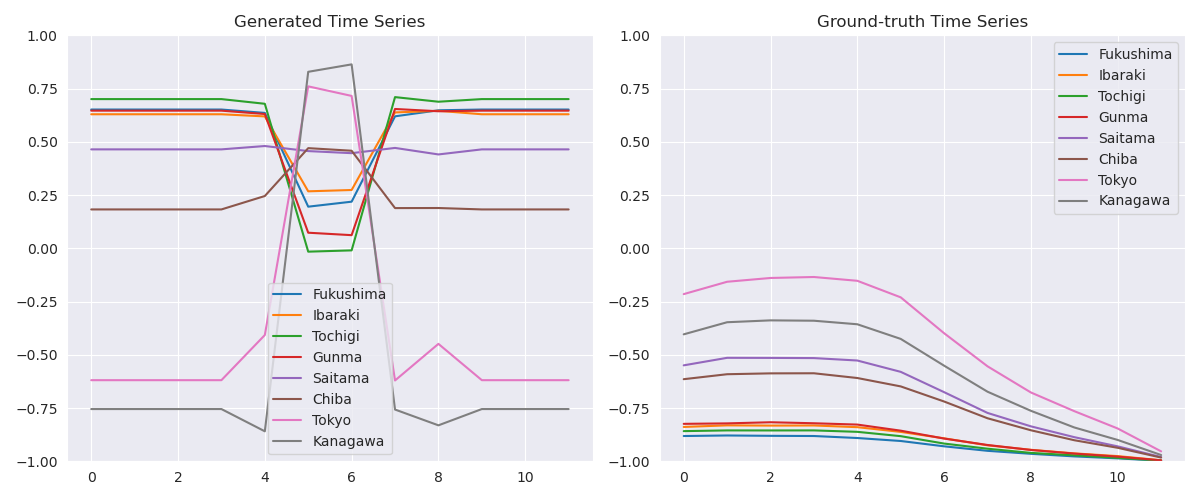 Generated Time Series
1.00
0.75
0.50
0.25
0.00
−0.25
−0.50
−0.75
−1.00
0 2 4 6 8 10
Fukushima
Ibaraki
Tochigi
Gunma
Saitama
Chiba
Tokyo
Kanagawa
Ground-truth Time Series
1.00
0.75
0.50
0.25
0.00
−0.25
−0.50
−0.75
−1.00
0 2 4 6 8 10
Fukushima
Ibaraki
Tochigi
Gunma
Saitama
Chiba
Tokyo
Kanagawa